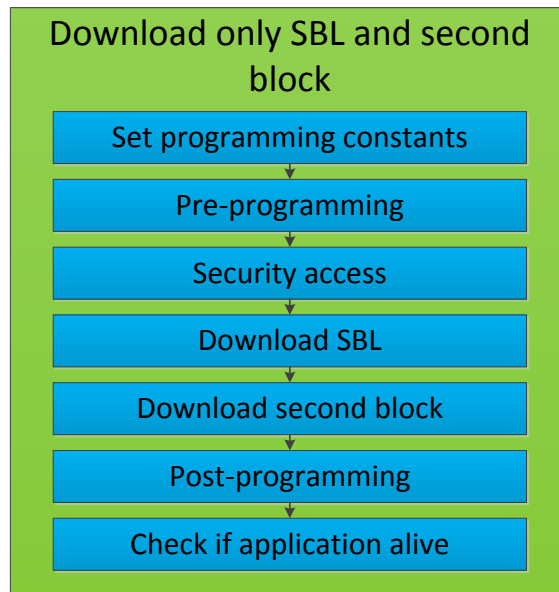 Download only SBL and second
block
Set programming constants
Pre-programming
Security access
Download SBL
Download second block
Post-programming
Check if application alive